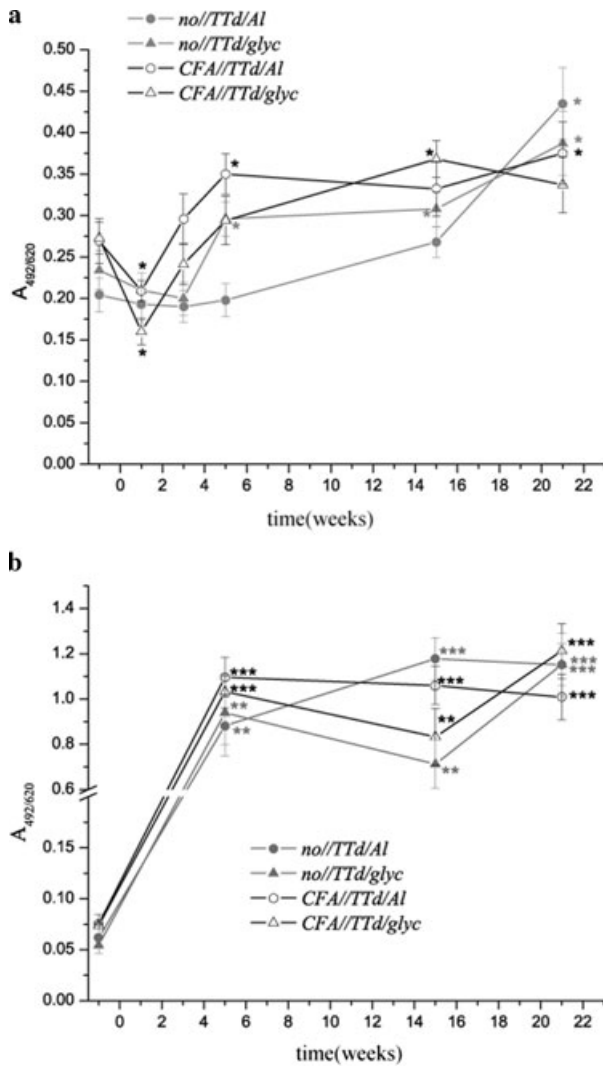 a
no//TTd/Al
no//TTd/glyc
CFA//TTd/Al
CFA//TTd/glyc
0.50
0.45
0.40
0.35
0.30
0.25
0.20
0.15
0.10
0.05
0.00
A492/620
* * * * * * * * *
0 2 4 6 8 10 12 14 16 18 20 22
time(weeks)
b
1.4
1.2
1.0
0.8
0.6
0.15
0.10
0.05
0.00
A492/620
*** *** *** ***
*** *** ** ***
** **
** **
no//TTd/Al
no//TTd/glyc
CFA//TTd/Al
CFA//TTd/glyc
0 2 4 6 8 10 12 14 16 18 20 22
time(weeks)